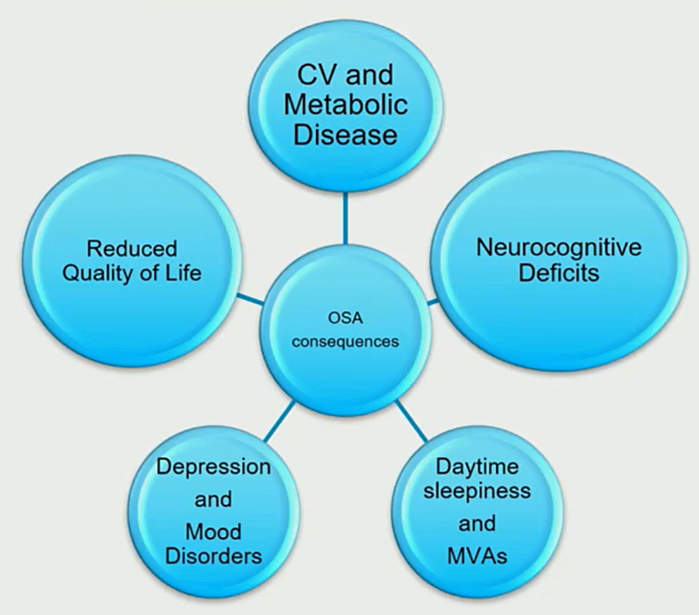 CV and
Metabolic
Disease
Reduced
Quality of Life
Neurocognitive
Deficits
OSA
consequences
Depression
and
Mood
Disorders
Daytime
sleepiness
and
MVAs